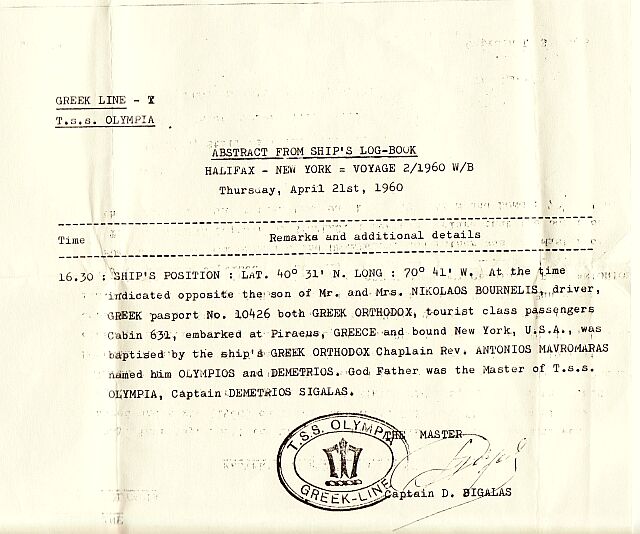 GREEK LINE - X
T.s.s. OLYMPIA
ABSTRACT FROM SHIP'S LOG-BOOK
HALIFAX - NEW YORK = VOYAGE 2/1960 W/B
Thursday, April 21st, 1960
Time Remarks and additional details
16.30 : SHIP'S POSITION : LAT. 40° 31' N. LONG : 70° 41' W. At the time
indicated opposite the son of Mr. and Mrs. NIKOLAOS BOURNELIS, driver,
GREEK pasport No. 10426 both GREEK ORTHODOX, tourist class passengers
Cabin 631, embarked at Piraeus, GREECE and bound New York, U.S.A., was
baptised by the ship's GREEK ORTHODOX Chaplain Rev. ANTONIOS MAVROMARAS
named him OLYMPIOS and DEMETRIOS. God Father was the Master of T.s.s.
OLYMPIA, Captain DEMETRIOS SIGALAS.
T.S.S. OLYMPIA
GREEK-LINE
THE MASTER
Captain D. SIGALAS